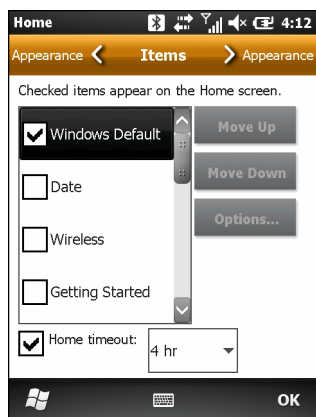 Home 4:12
Appearance Items Appearance
Checked items appear on the Home screen.
Windows Default
Date
Wireless
Getting Started
Move Up
Move Down
Options...
Home timeout: 4 hr
OK